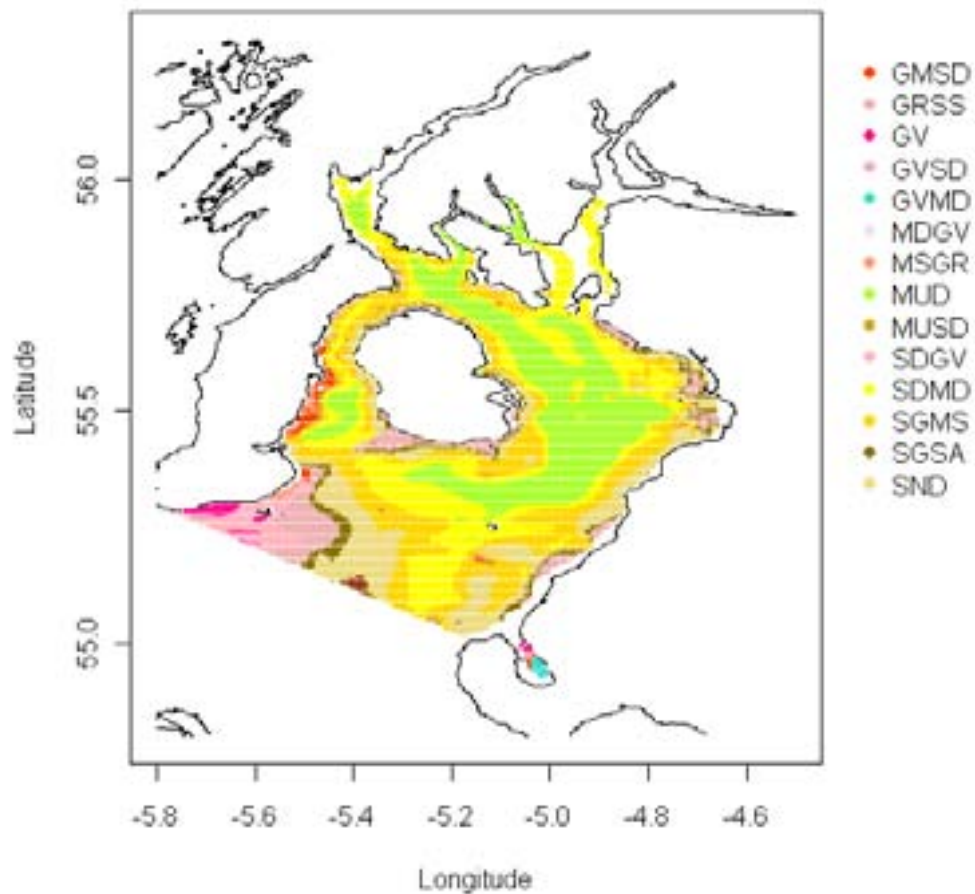 GMSD
GRSS
GV
GVSD
GVMD
MDGV
MSGR
MUD
MUSD
SDGV
SDMD
SGMS
SGSA
SND
Latitude
56.0
55.5
55.0
-5.8 -5.6 -5.4 -5.2 -5.0 -4.8 -4.6
Longitude